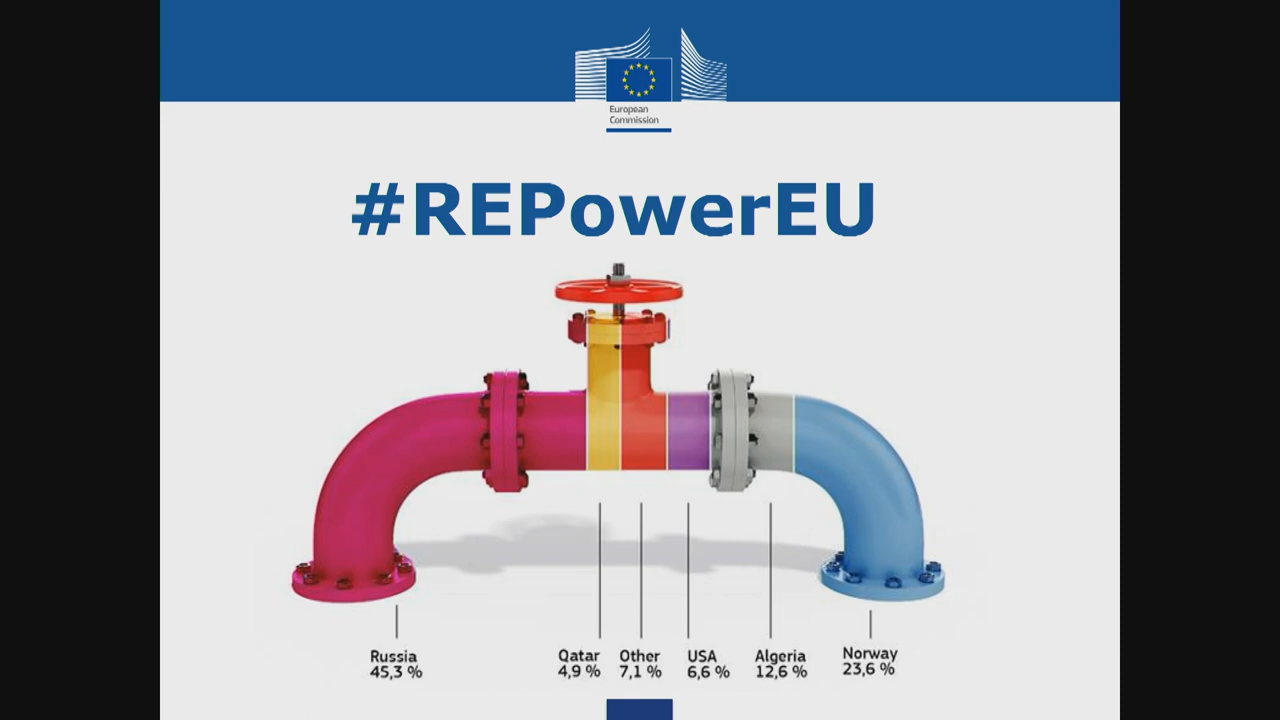 European
Commission
#REPowerEU
Russia
45,3 %
Qatar
4,9 %
Other
7,1 %
USA
6,6 %
Algeria
12,6 %
Norway
23,6 %